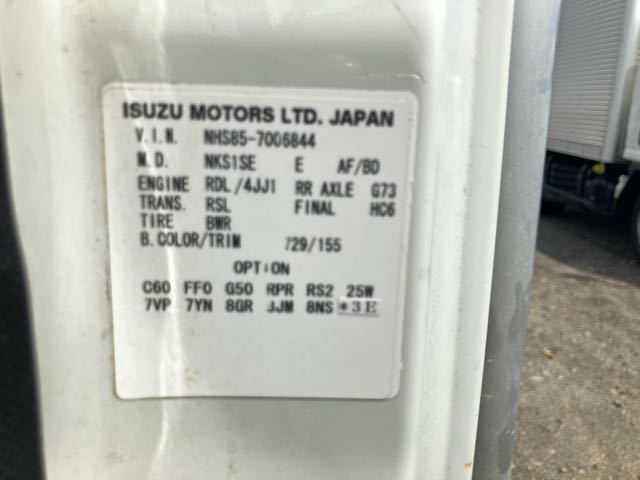 ISUZU MOTORS LTD. JAPAN
V.I.N. NHS85-7006844
M.D. NKS1SE E AF/BD
ENGINE RDL/4JJ1 RR AXLE G73
TRANS. RSL FINAL HC6
TIRE BWR
B.COLOR/TRIM 729/155
OPTION
C60 FF0 G50 RPR RS2 25W
7VP 7YN 8GR JJM 8NS *3E